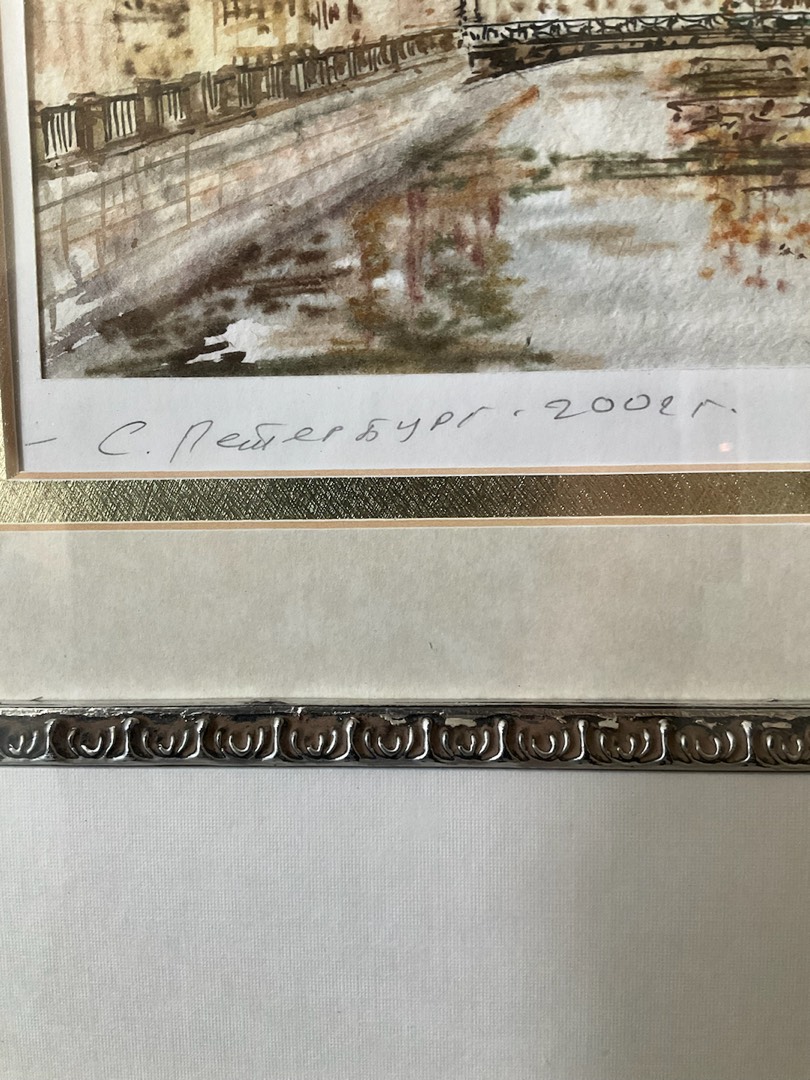 – С. Петербург. 2002 г.